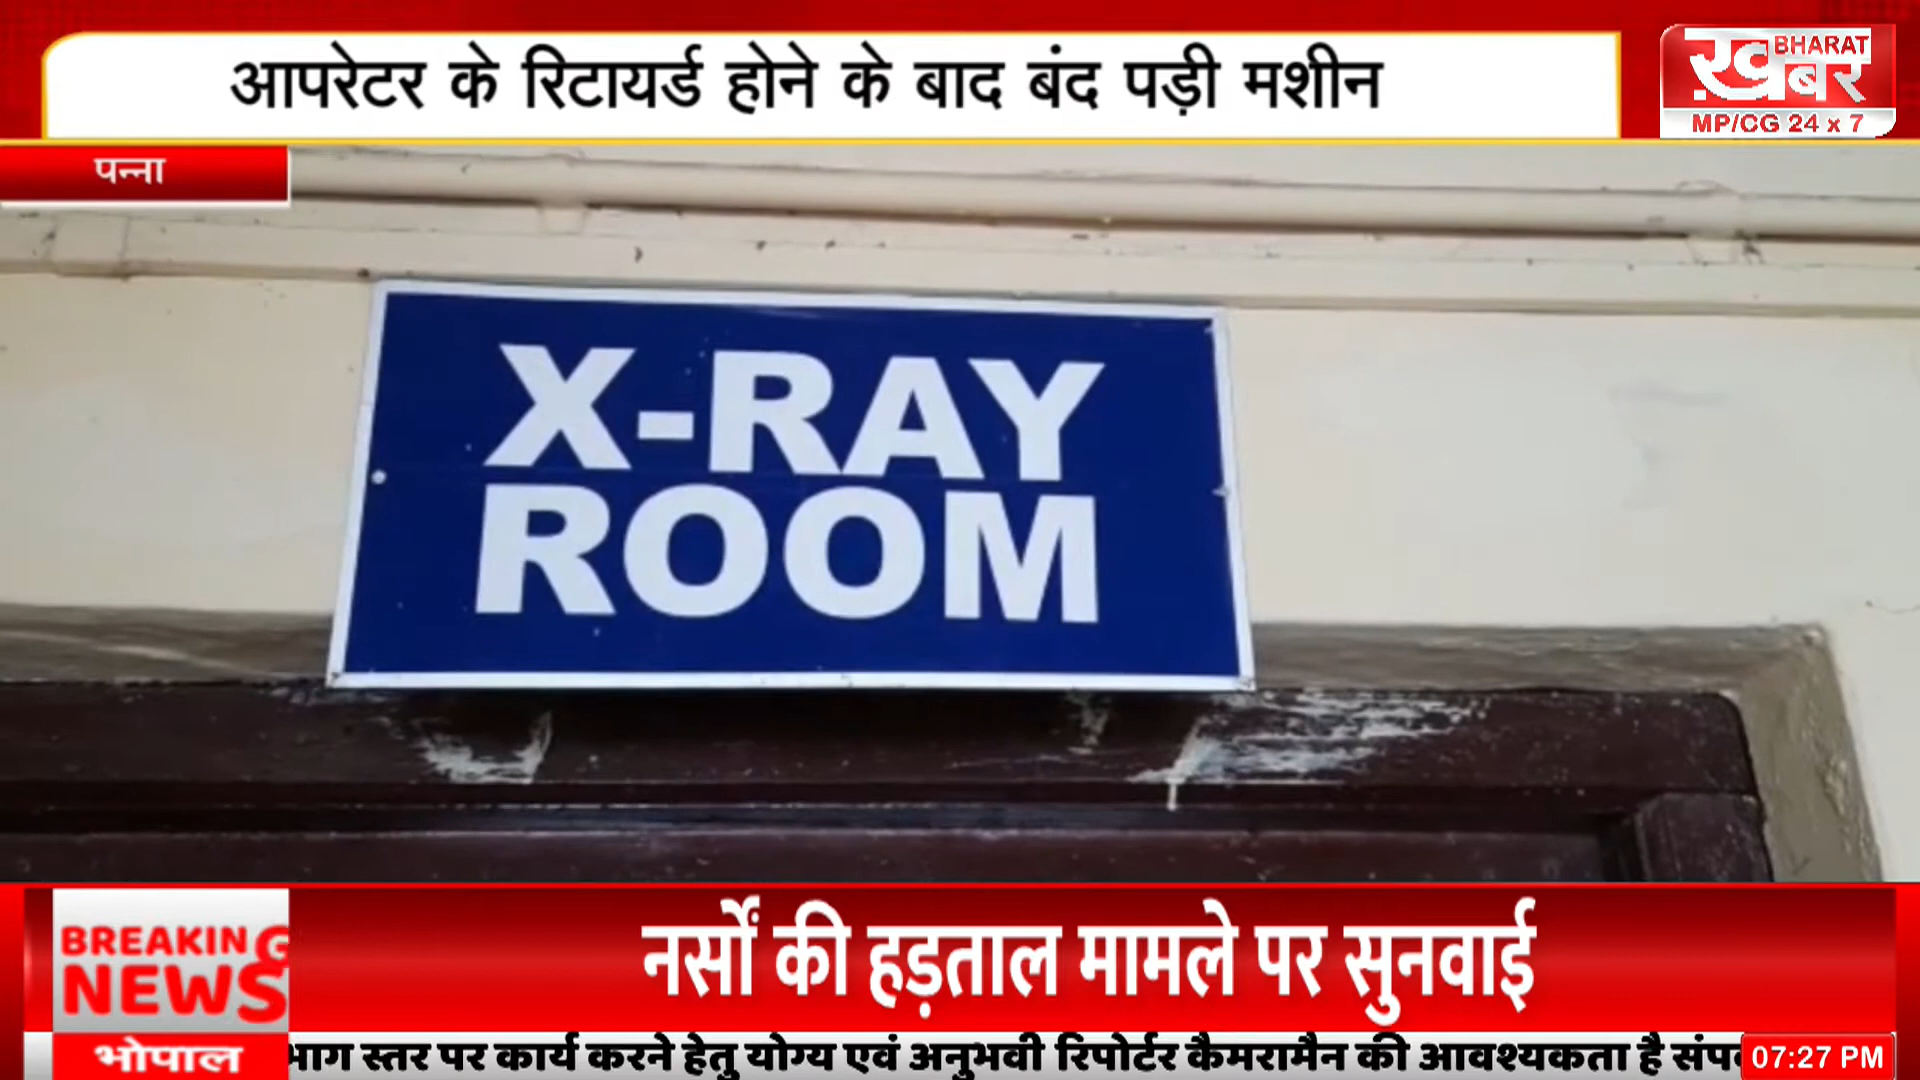 आपरेटर के रिटायर्ड होने के बाद बंद पड़ी मशीन
BHARAT
ख़बर
MP/CG 24 x 7
पन्ना
X-RAY
ROOM
BREAKING
NEWS
नर्सों की हड़ताल मामले पर सुनवाई
भोपाल
स्तर पर कार्य करने हेतु योग्य एवं अनुभवी रिपोर्टर कैमरामैन की आवश्यकता है
07:27 PM